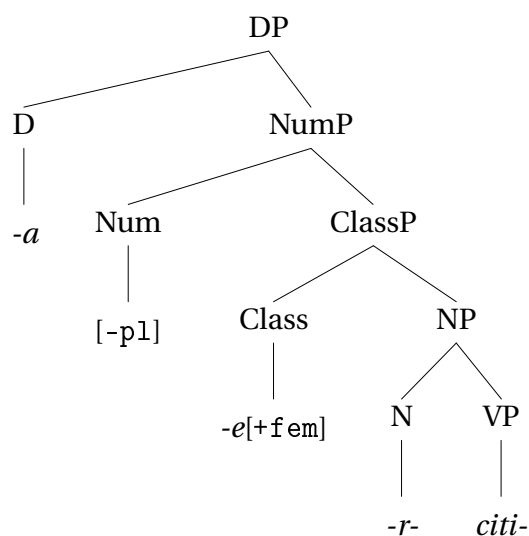 DP
D NumP
-a Num ClassP
[-pl] Class NP
-e[+fem] N VP
-r- citi-